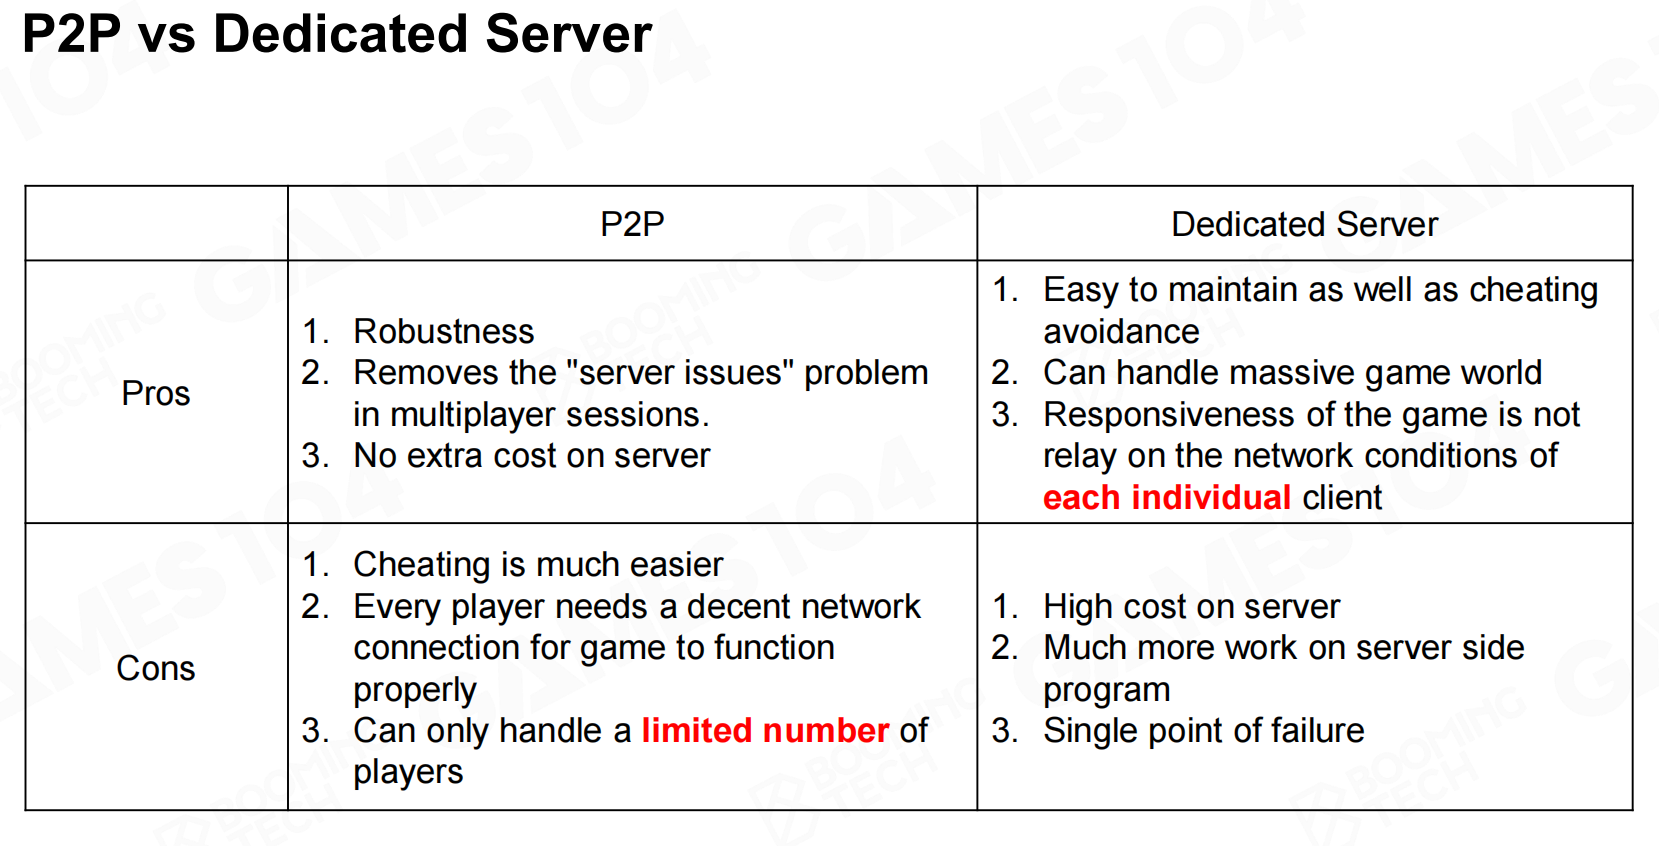 P2P vs Dedicated Server
P2P
Dedicated Server
Pros
1. Robustness
2. Removes the "server issues" problem
in multiplayer sessions.
3. No extra cost on server
1. Easy to maintain as well as cheating
avoidance
2. Can handle massive game world
3. Responsiveness of the game is not
relay on the network conditions of
each individual client
Cons
1. Cheating is much easier
2. Every player needs a decent network
connection for game to function
properly
3. Can only handle a limited number of
players
1. High cost on server
2. Much more work on server side
program
3. Single point of failure
GAMES104
BOOMING
TECH